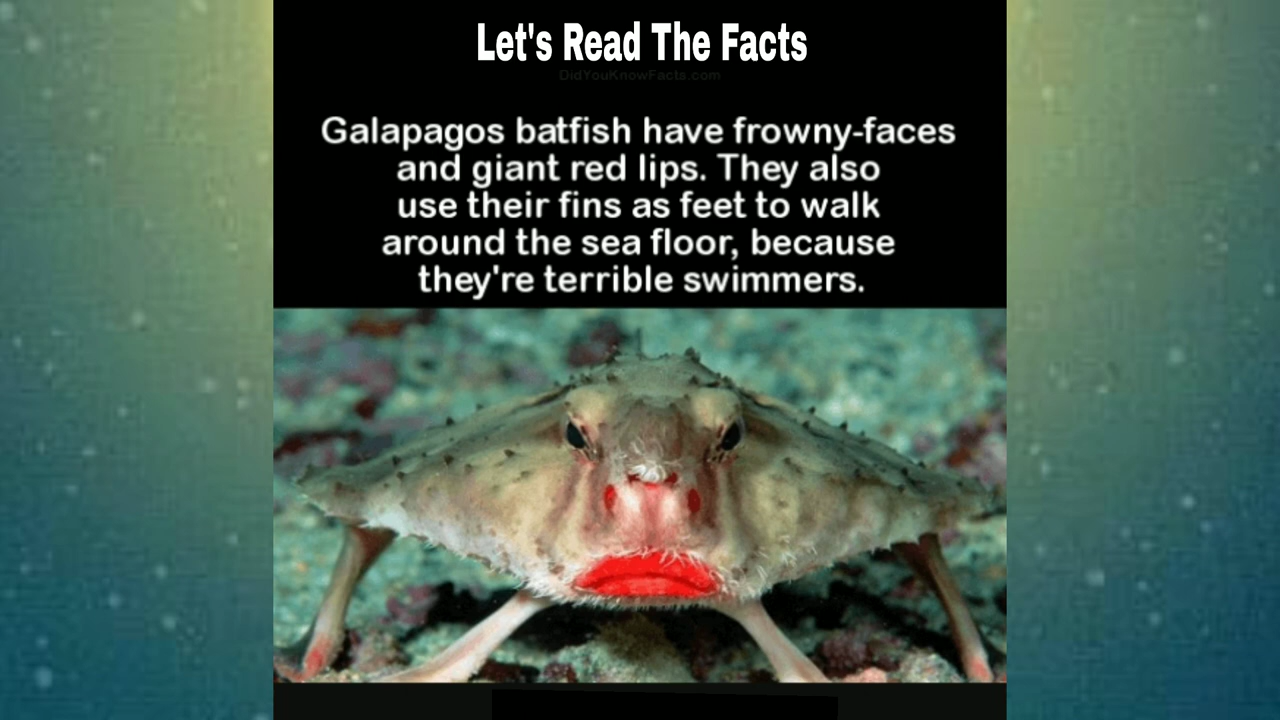 Let's Read The Facts
DidYouKnowFacts.com
Galapagos batfish have frowny-faces
and giant red lips. They also
use their fins as feet to walk
around the sea floor, because
they're terrible swimmers.